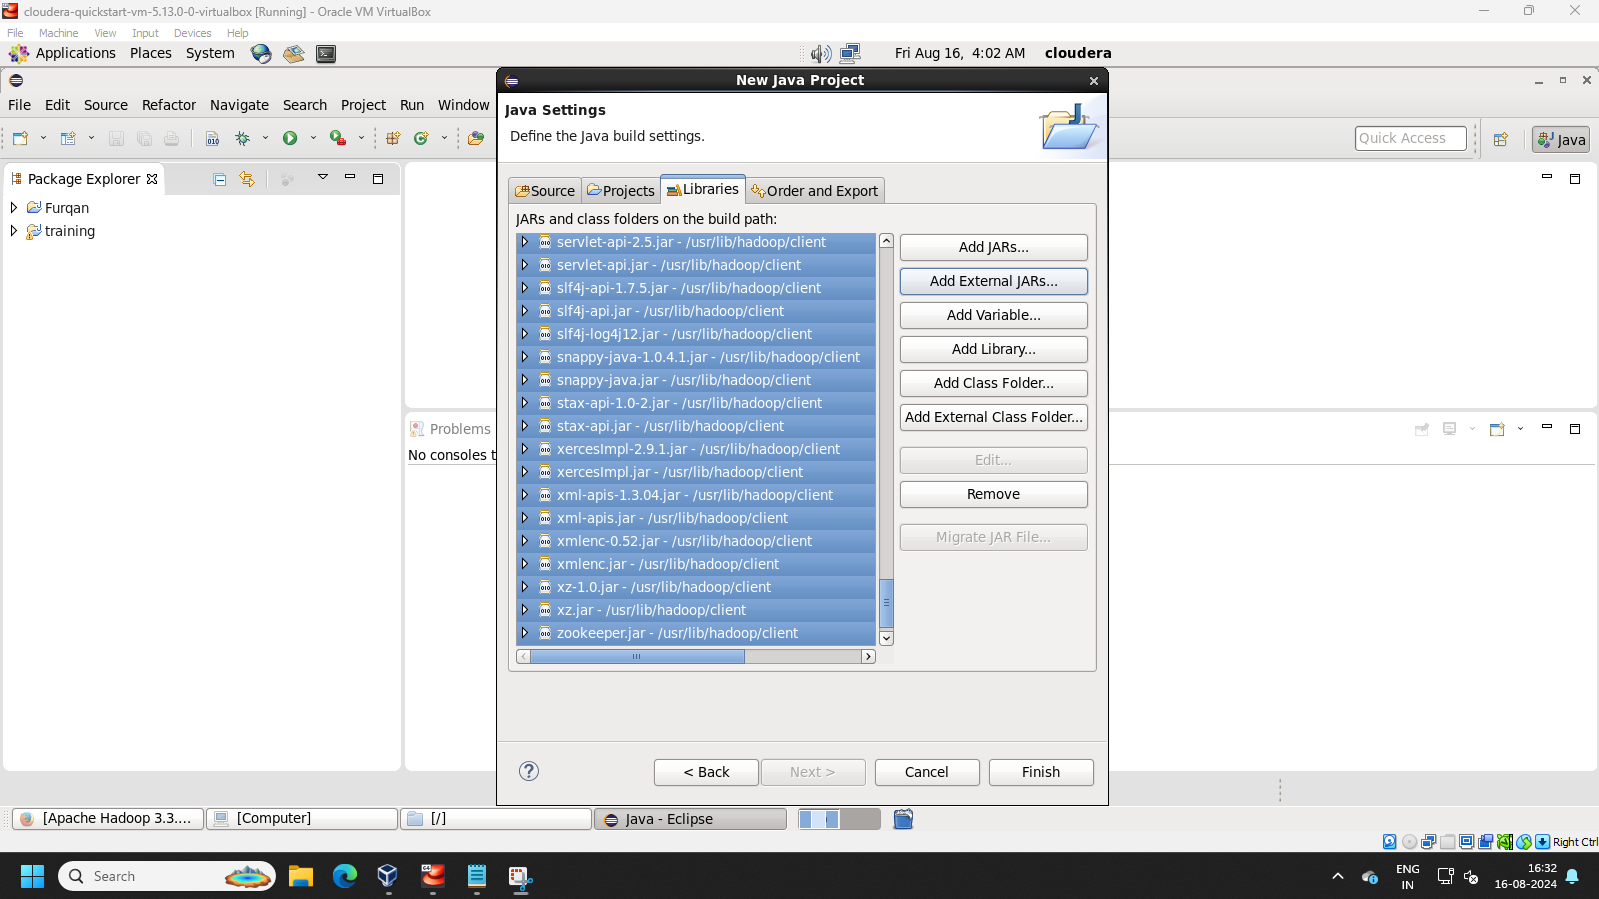 cloudera-quickstart-vm-5.13.0-0-virtualbox [Running] - Oracle VM VirtualBox
File Machine View Input Devices Help
Applications Places System Fri Aug 16, 4:02 AM cloudera
New Java Project
File Edit Source Refactor Navigate Search Project Run Window
Java Settings
Define the Java build settings.
Quick Access
Java
Package Explorer
Furqan
training
Source Projects Libraries Order and Export
JARs and class folders on the build path:
servlet-api-2.5.jar - /usr/lib/hadoop/client
servlet-api.jar - /usr/lib/hadoop/client
slf4j-api-1.7.5.jar - /usr/lib/hadoop/client
slf4j-api.jar - /usr/lib/hadoop/client
slf4j-log4j12.jar - /usr/lib/hadoop/client
snappy-java-1.0.4.1.jar - /usr/lib/hadoop/client
snappy-java.jar - /usr/lib/hadoop/client
stax-api-1.0-2.jar - /usr/lib/hadoop/client
stax-api.jar - /usr/lib/hadoop/client
xercesImpl-2.9.1.jar - /usr/lib/hadoop/client
xercesImpl.jar - /usr/lib/hadoop/client
xml-apis-1.3.04.jar - /usr/lib/hadoop/client
xml-apis.jar - /usr/lib/hadoop/client
xmlenc-0.52.jar - /usr/lib/hadoop/client
xmlenc.jar - /usr/lib/hadoop/client
xz-1.0.jar - /usr/lib/hadoop/client
xz.jar - /usr/lib/hadoop/client
zookeeper.jar - /usr/lib/hadoop/client
Add JARs...
Add External JARs...
Add Variable...
Add Library...
Add Class Folder...
Add External Class Folder...
Edit...
Remove
Migrate JAR File...
Problems
No consoles t
< Back Next > Cancel Finish
[Apache Hadoop 3.3.... [Computer] [/] Java - Eclipse
Right Ctrl
Search
ENG
IN
16:32
16-08-2024